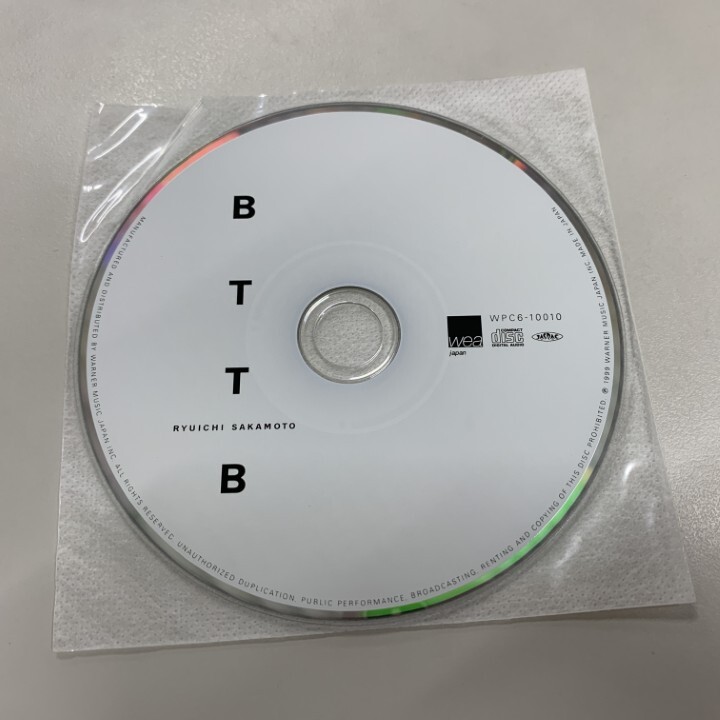 B
T
T
B
RYUICHI SAKAMOTO
WPC6-10010
wea
japan
COMPACT
disc
DIGITAL AUDIO
MANUFACTURED AND DISTRIBUTED BY WARNER MUSIC JAPAN INC. ALL RIGHTS RESERVED. UNAUTHORIZED DUPLICATION, PUBLIC PERFORMANCE, BROADCASTING, RENTING AND COPYING OF THIS DISC PROHIBITED. ℗ 1999 WARNER MUSIC JAPAN INC. MADE IN JAPAN